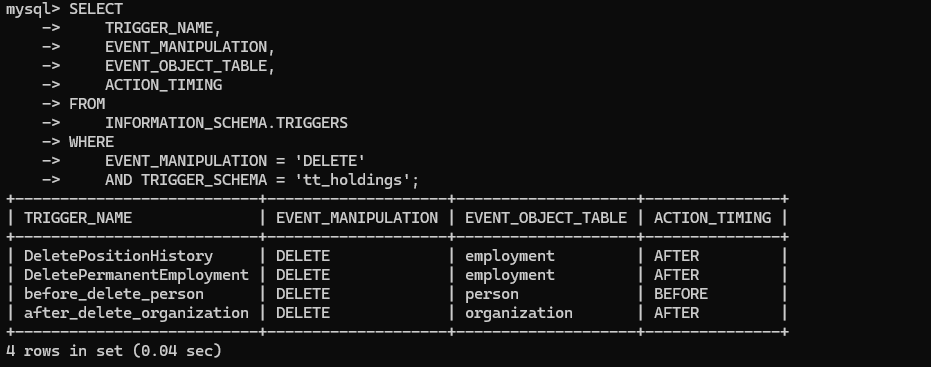 mysql> SELECT
    ->     TRIGGER_NAME,
    ->     EVENT_MANIPULATION,
    ->     EVENT_OBJECT_TABLE,
    ->     ACTION_TIMING
    -> FROM
    ->     INFORMATION_SCHEMA.TRIGGERS
    -> WHERE
    ->     EVENT_MANIPULATION = 'DELETE'
    ->     AND TRIGGER_SCHEMA = 'tt_holdings';
+---------------------------+--------------------+--------------------+---------------+
| TRIGGER_NAME              | EVENT_MANIPULATION | EVENT_OBJECT_TABLE | ACTION_TIMING |
+---------------------------+--------------------+--------------------+---------------+
| DeletePositionHistory     | DELETE             | employment         | AFTER         |
| DeletePermanentEmployment | DELETE             | employment         | AFTER         |
| before_delete_person      | DELETE             | person             | BEFORE        |
| after_delete_organization | DELETE             | organization       | AFTER         |
+---------------------------+--------------------+--------------------+---------------+
4 rows in set (0.04 sec)